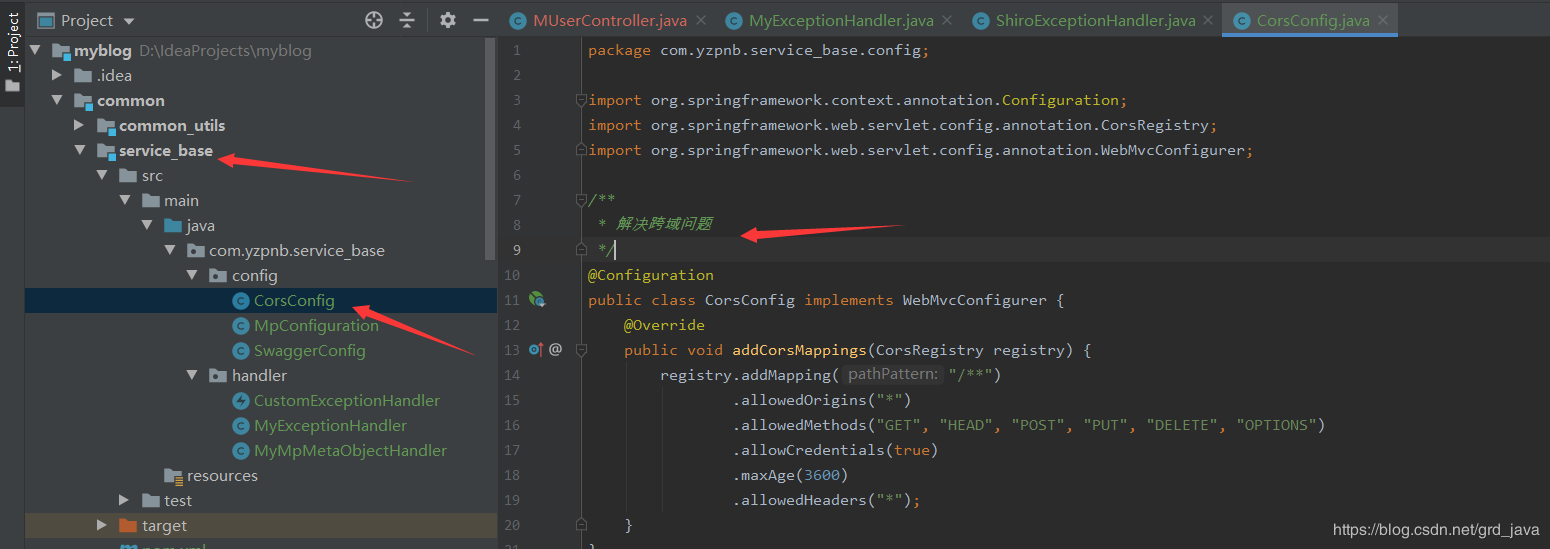 1: Project
Project
myblog D:\IdeaProjects\myblog
.idea
common
common_utils
service_base
src
main
java
com.yzpnb.service_base
config
CorsConfig
MpConfiguration
SwaggerConfig
handler
CustomExceptionHandler
MyExceptionHandler
MyMpMetaObjectHandler
resources
test
target
MUserController.java MyExceptionHandler.java ShiroExceptionHandler.java CorsConfig.java
1 package com.yzpnb.service_base.config;
2
3 import org.springframework.context.annotation.Configuration;
4 import org.springframework.web.servlet.config.annotation.CorsRegistry;
5 import org.springframework.web.servlet.config.annotation.WebMvcConfigurer;
6
7 /**
8 * 解决跨域问题
9 */
10 @Configuration
11 public class CorsConfig implements WebMvcConfigurer {
12 @Override
13 @ public void addCorsMappings(CorsRegistry registry) {
14 registry.addMapping( pathPattern: "/**")
15 .allowedOrigins("*")
16 .allowedMethods("GET", "HEAD", "POST", "PUT", "DELETE", "OPTIONS")
17 .allowCredentials(true)
18 .maxAge(3600)
19 .allowedHeaders("*");
20 }
https://blog.csdn.net/grd_java